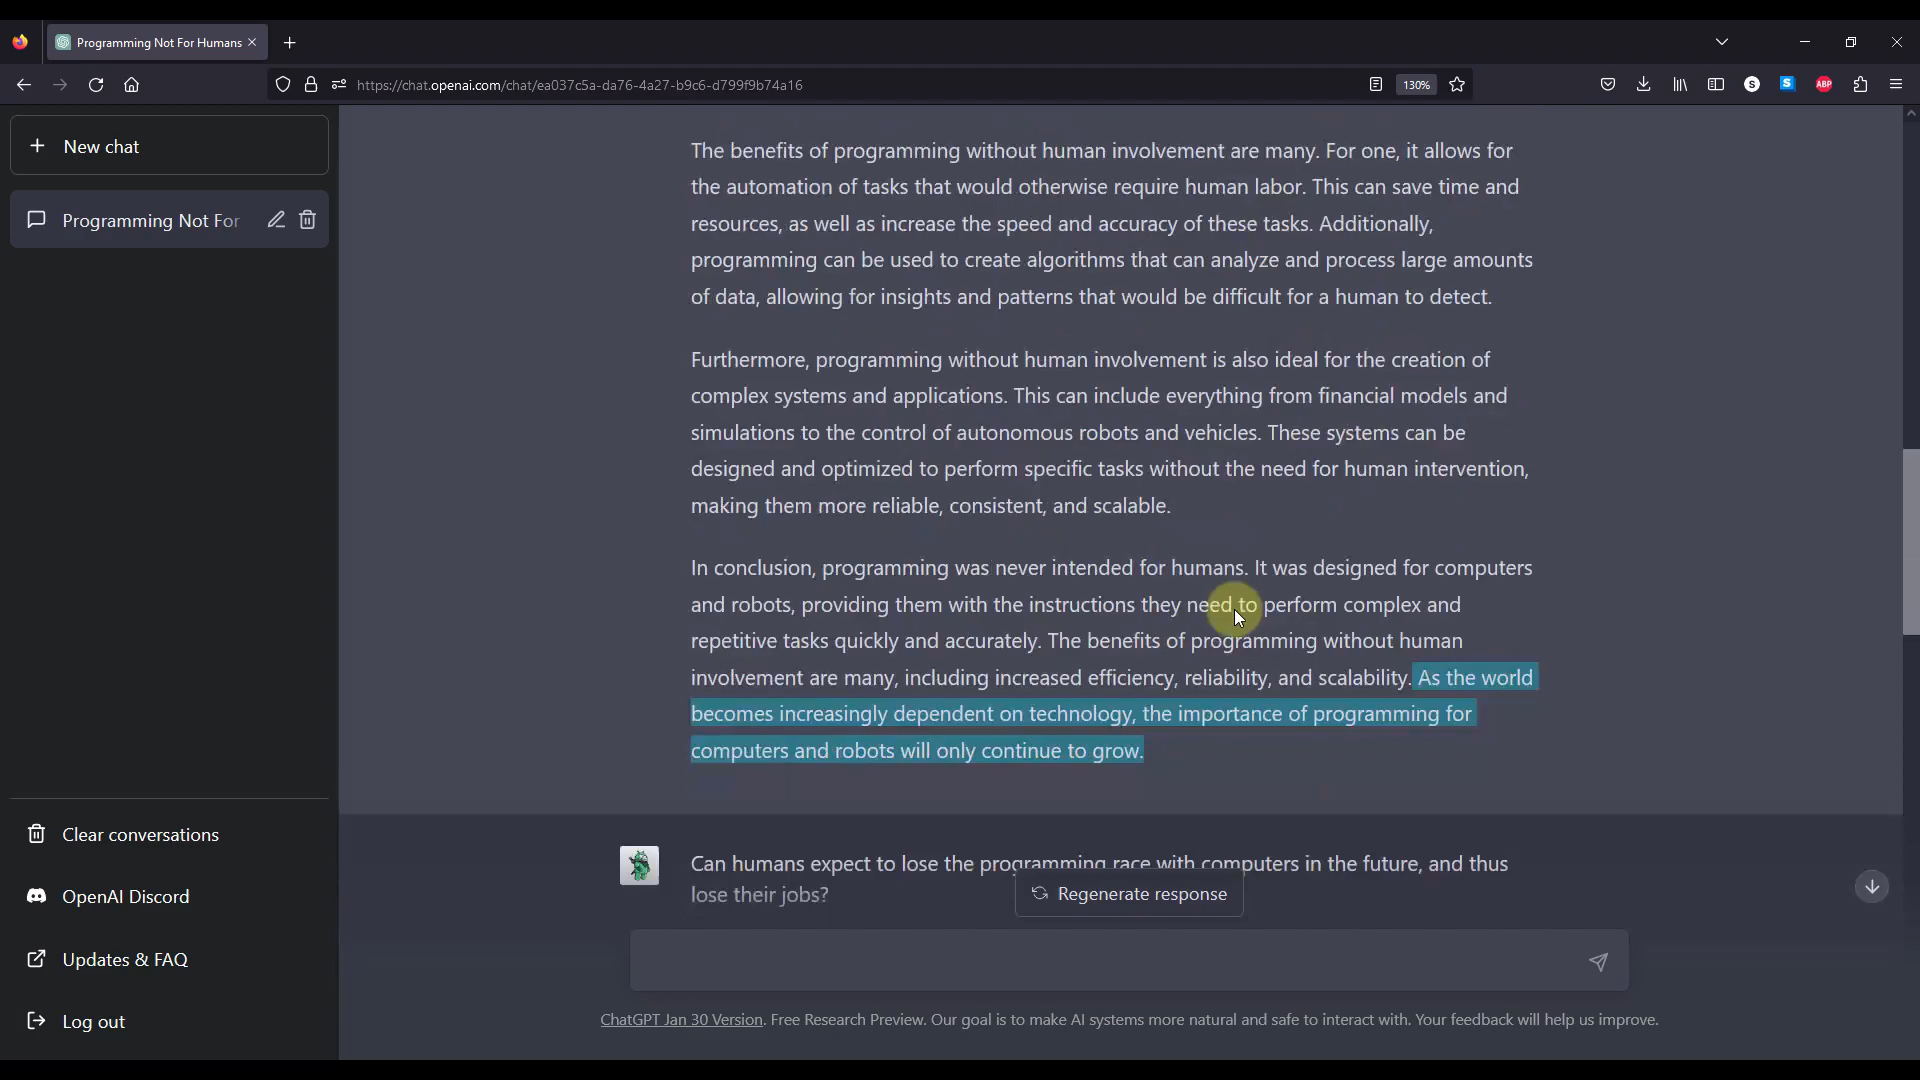 Programming Not For Humans
https://chat.openai.com/chat/ea037c5a-da76-4a27-b9c6-d799f9b74a16
130%
S
S
ABP
New chat
Programming Not For
The benefits of programming without human involvement are many. For one, it allows for
the automation of tasks that would otherwise require human labor. This can save time and
resources, as well as increase the speed and accuracy of these tasks. Additionally,
programming can be used to create algorithms that can analyze and process large amounts
of data, allowing for insights and patterns that would be difficult for a human to detect.
Furthermore, programming without human involvement is also ideal for the creation of
complex systems and applications. This can include everything from financial models and
simulations to the control of autonomous robots and vehicles. These systems can be
designed and optimized to perform specific tasks without the need for human intervention,
making them more reliable, consistent, and scalable.
In conclusion, programming was never intended for humans. It was designed for computers
and robots, providing them with the instructions they need to perform complex and
repetitive tasks quickly and accurately. The benefits of programming without human
involvement are many, including increased efficiency, reliability, and scalability. As the world
becomes increasingly dependent on technology, the importance of programming for
computers and robots will only continue to grow.
Can humans expect to lose the programming race with computers in the future, and thus
lose their jobs?
Regenerate response
Clear conversations
OpenAI Discord
Updates & FAQ
Log out
ChatGPT Jan 30 Version. Free Research Preview. Our goal is to make AI systems more natural and safe to interact with. Your feedback will help us improve.